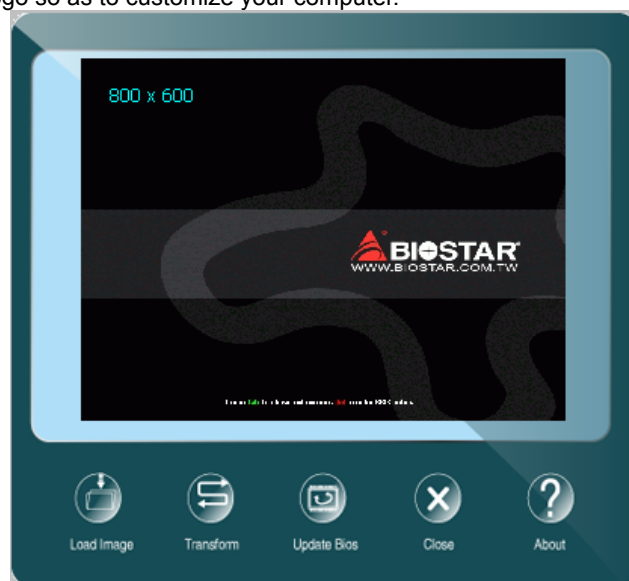 so as to customize your computer.
800 x 600
BIOSTAR
WWW.BIOSTAR.COM.TW
Load Image
Transform
Update Bios
Close
About